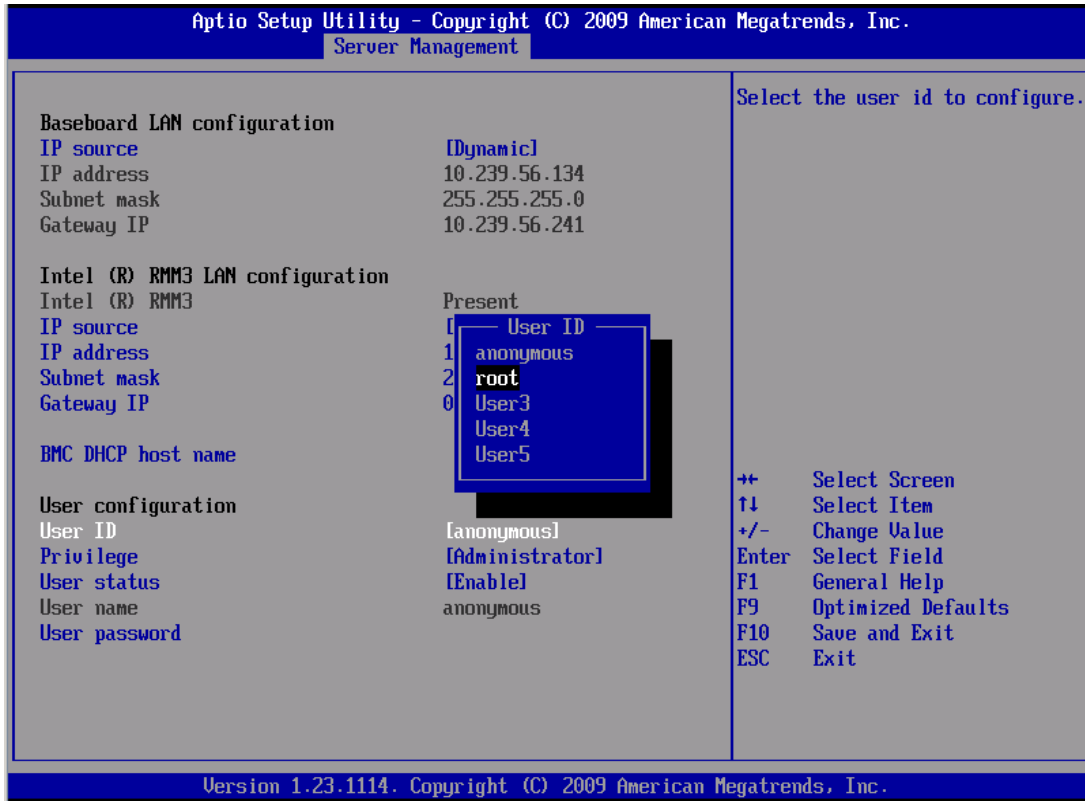 Aptio Setup Utility - Copyright (C) 2009 American Megatrends, Inc.
Server Management
Baseboard LAN configuration
IP source [Dynamic]
IP address 10.239.56.134
Subnet mask 255.255.255.0
Gateway IP 10.239.56.241
Intel (R) RMM3 LAN configuration
Intel (R) RMM3 Present
IP source [
IP address 1
Subnet mask 2
Gateway IP 0
BMC DHCP host name
User configuration
User ID [anonymous]
Privilege [Administrator]
User status [Enable]
User name anonymous
User password
User ID
anonymous
root
User3
User4
User5
Select the user id to configure.
→← Select Screen
↑↓ Select Item
+/- Change Value
Enter Select Field
F1 General Help
F9 Optimized Defaults
F10 Save and Exit
ESC Exit
Version 1.23.1114. Copyright (C) 2009 American Megatrends, Inc.